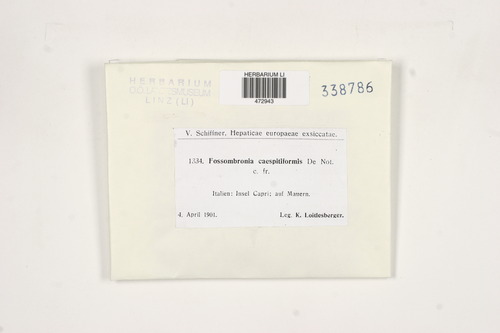 HERBARIUM
O.Ö. LANDESMUSEUM
LINZ (LI)
HERBARIUM LI
472943
338786
V. Schiffner, Hepaticae europaeae exsiccatae.
1334. Fossombronia caespitiformis De Not.
c. fr.
Italien: Insel Capri; auf Mauern.
4. April 1901.
Leg. K. Loitlesberger.